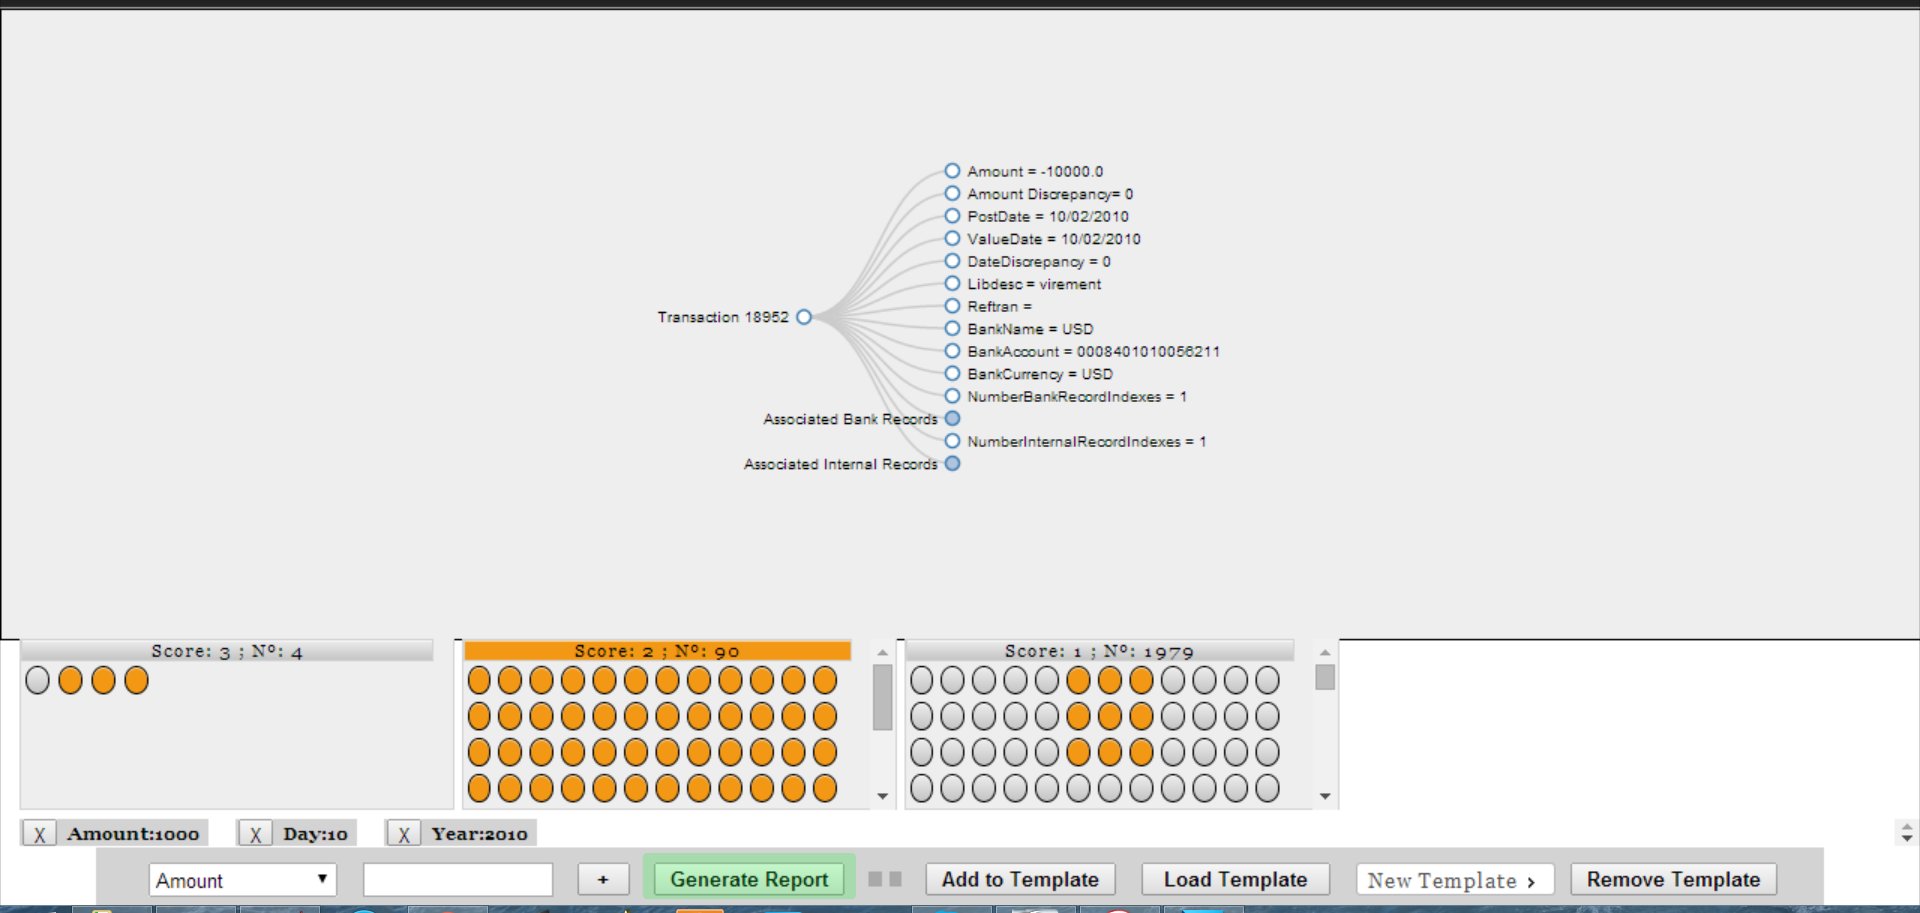 Amount = -10000.0
Amount Discrepancy= 0
PostDate = 10/02/2010
ValueDate = 10/02/2010
DateDiscrepancy = 0
Libdesc = virement
Reftran =
Transaction 18952
BankName = USD
BankAccount = 0008401010056211
BankCurrency = USD
NumberBankRecordIndexes = 1
Associated Bank Records
NumberInternalRecordIndexes = 1
Associated Internal Records
Score: 3 ; Nº: 4
Score: 2 ; Nº: 90
Score: 1 ; Nº: 1979
X Amount:1000 X Day:10 X Year:2010
Amount + Generate Report Add to Template Load Template New Template › Remove Template